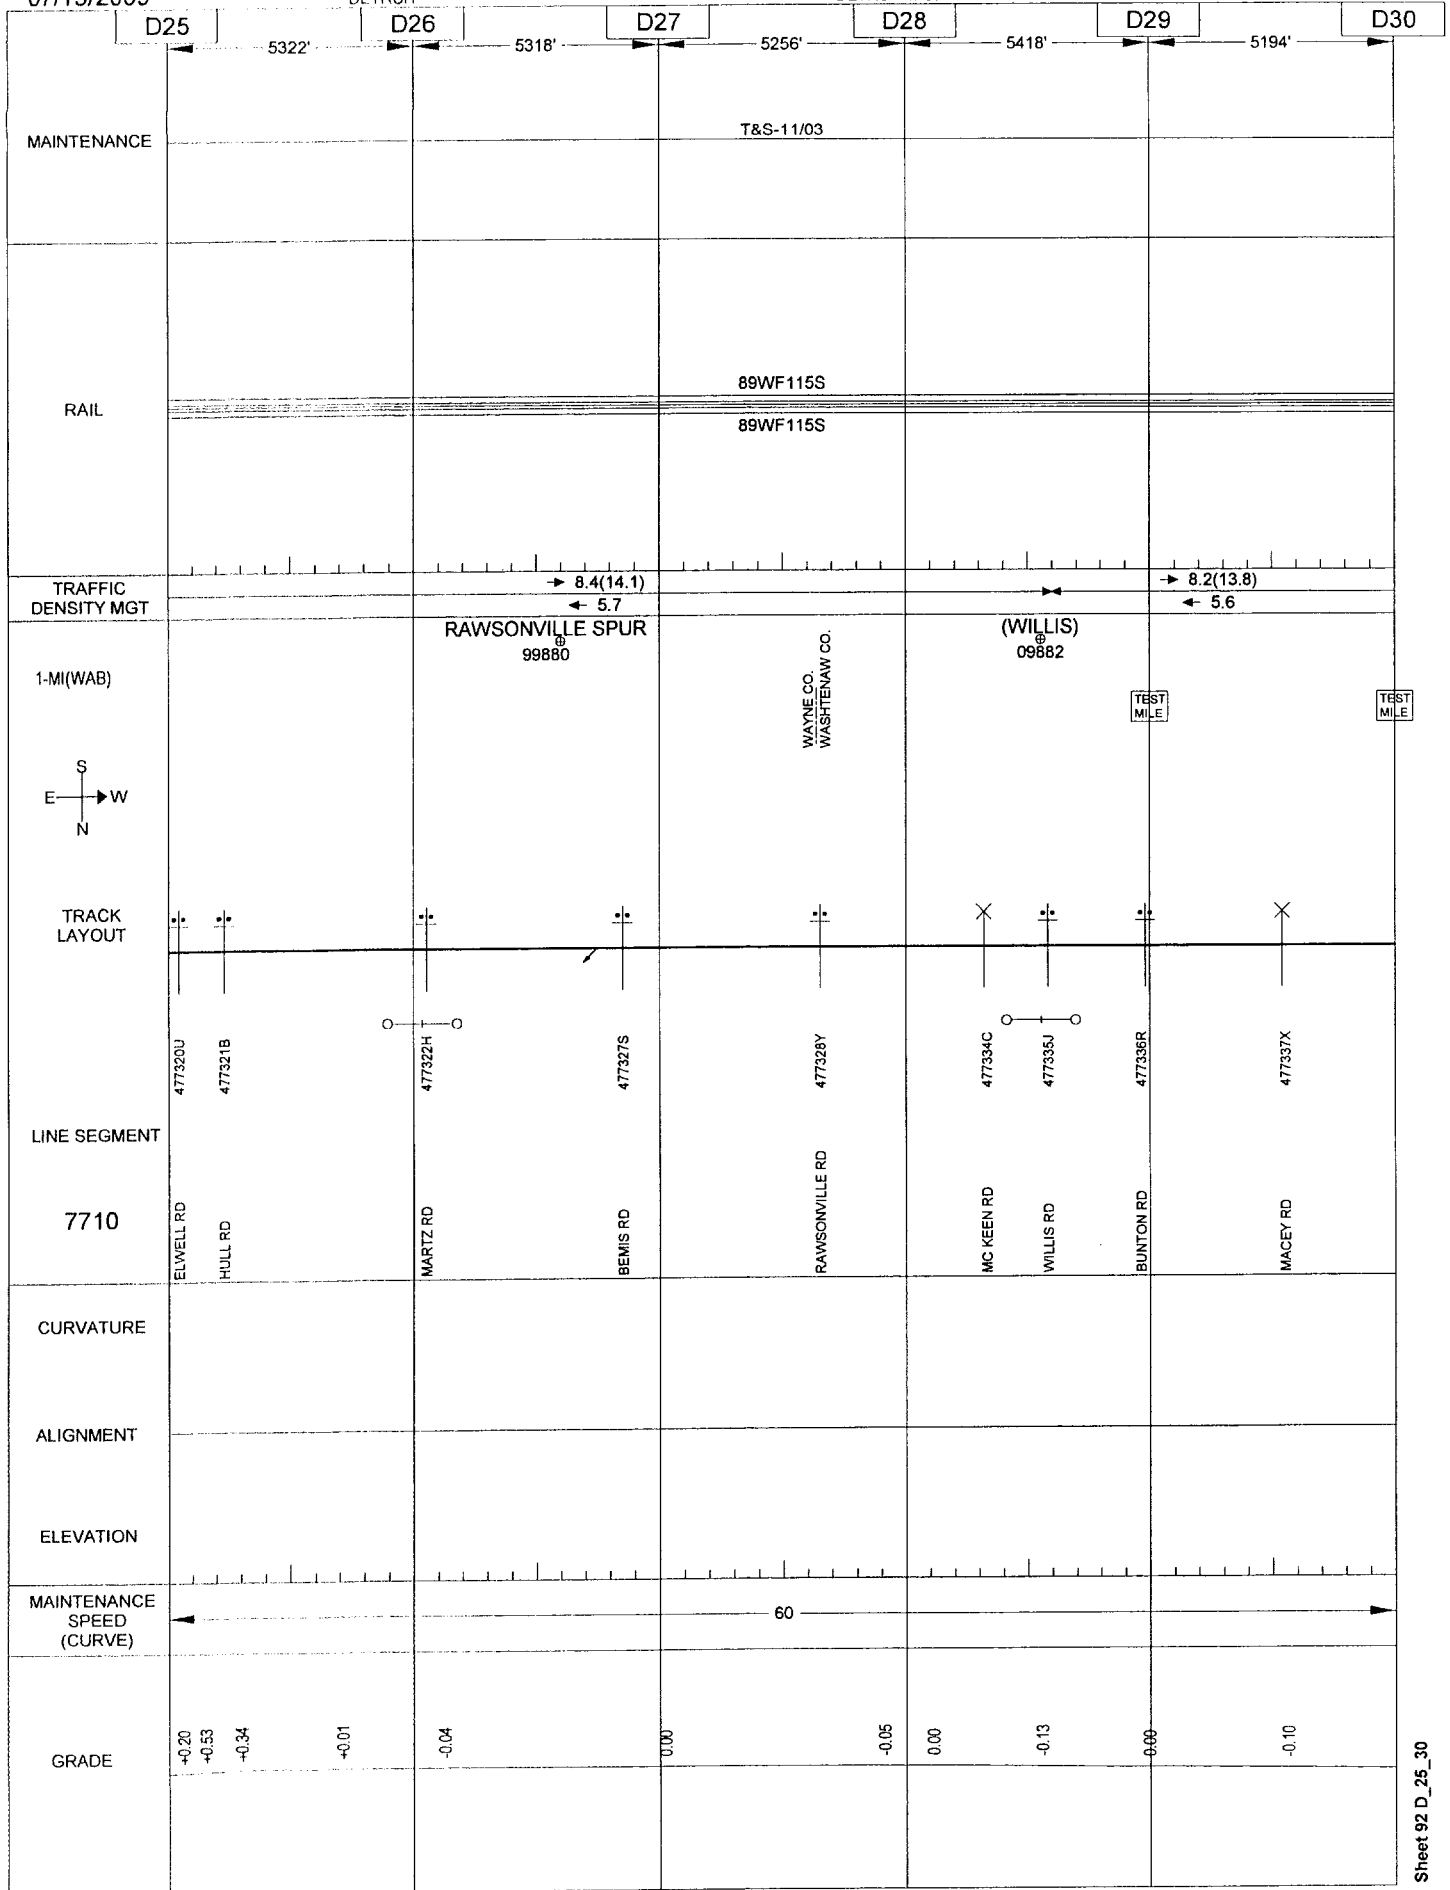 D25 D26 D27 D28 D29 D30
5322' 5318' 5256' 5418' 5194'
MAINTENANCE
T&S-11/03
RAIL
89WF115S
89WF115S
TRAFFIC
DENSITY MGT
8.4(14.1)
5.7
8.2(13.8)
5.6
RAWSONVILLE SPUR
99880
(WILLIS)
09882
1-MI(WAB)
WAYNE CO.
WASHTENAW CO.
TEST
MILE
TEST
MILE
S
E W
N
TRACK
LAYOUT
477320U
477321B
477322H
477327S
477328Y
477334C
477335J
477336R
477337X
LINE SEGMENT
7710
ELWELL RD
HULL RD
MARTZ RD
BEMIS RD
RAWSONVILLE RD
MC KEEN RD
WILLIS RD
BUNTON RD
MACEY RD
CURVATURE
ALIGNMENT
ELEVATION
MAINTENANCE
SPEED
(CURVE)
60
GRADE
+0.20
+0.53
+0.34
+0.01
-0.04
0.00
-0.05
0.00
-0.13
0.00
-0.10
Sheet 92 D_25_30